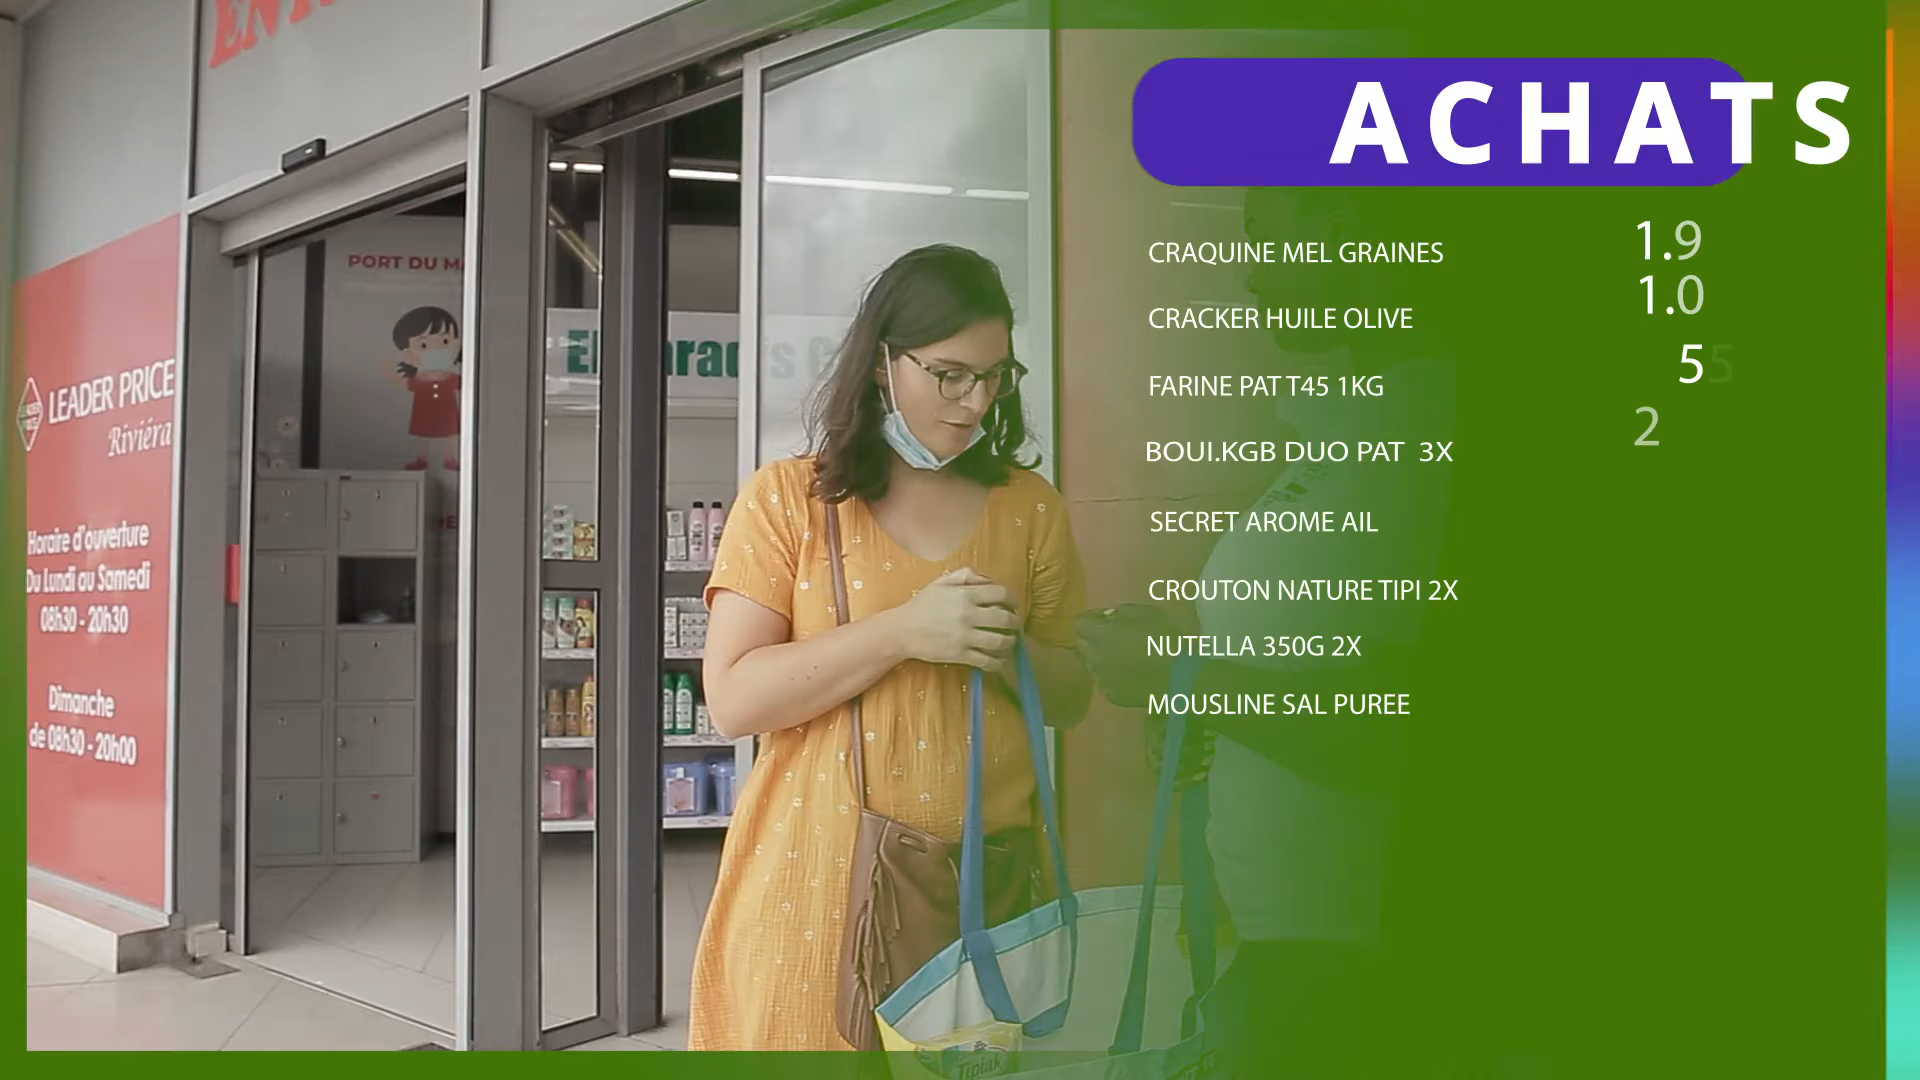 ACHATS
CRAQUINE MEL GRAINES 1.9
CRACKER HUILE OLIVE 1.0
FARINE PAT T45 1KG 55
BOUI.KGB DUO PAT 3X 2
SECRET AROME AIL
CROUTON NATURE TIPI 2X
NUTELLA 350G 2X
MOUSLINE SAL PUREE
PORT DU
LEADER PRICE
Riviéra
Horaire d'ouverture
Du Lundi au Samedi
08h30 - 20h30
Dimanche
de 08h30 - 20h00
Tipiak